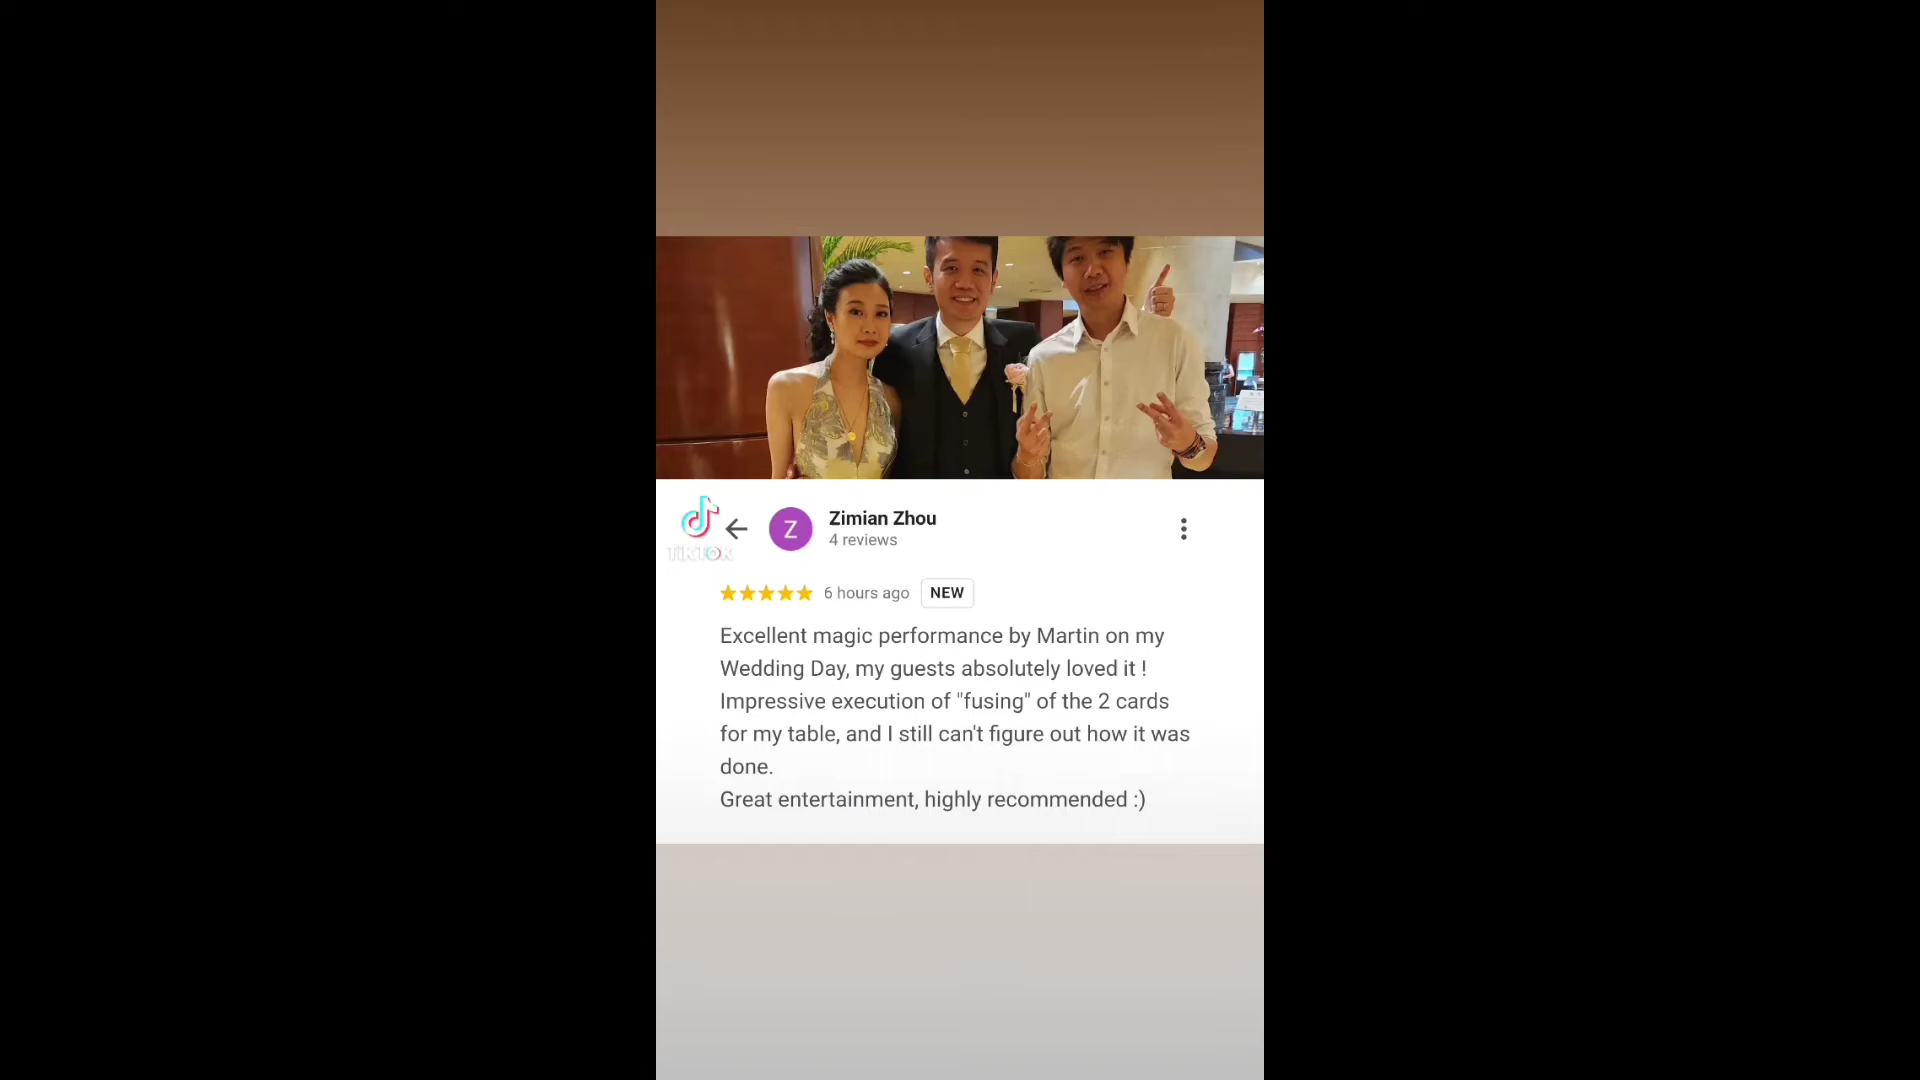 Zimian Zhou
4 reviews
Z
TikTok
6 hours ago
NEW
Excellent magic performance by Martin on my
Wedding Day, my guests absolutely loved it !
Impressive execution of "fusing" of the 2 cards
for my table, and I still can't figure out how it was
done.
Great entertainment, highly recommended :)